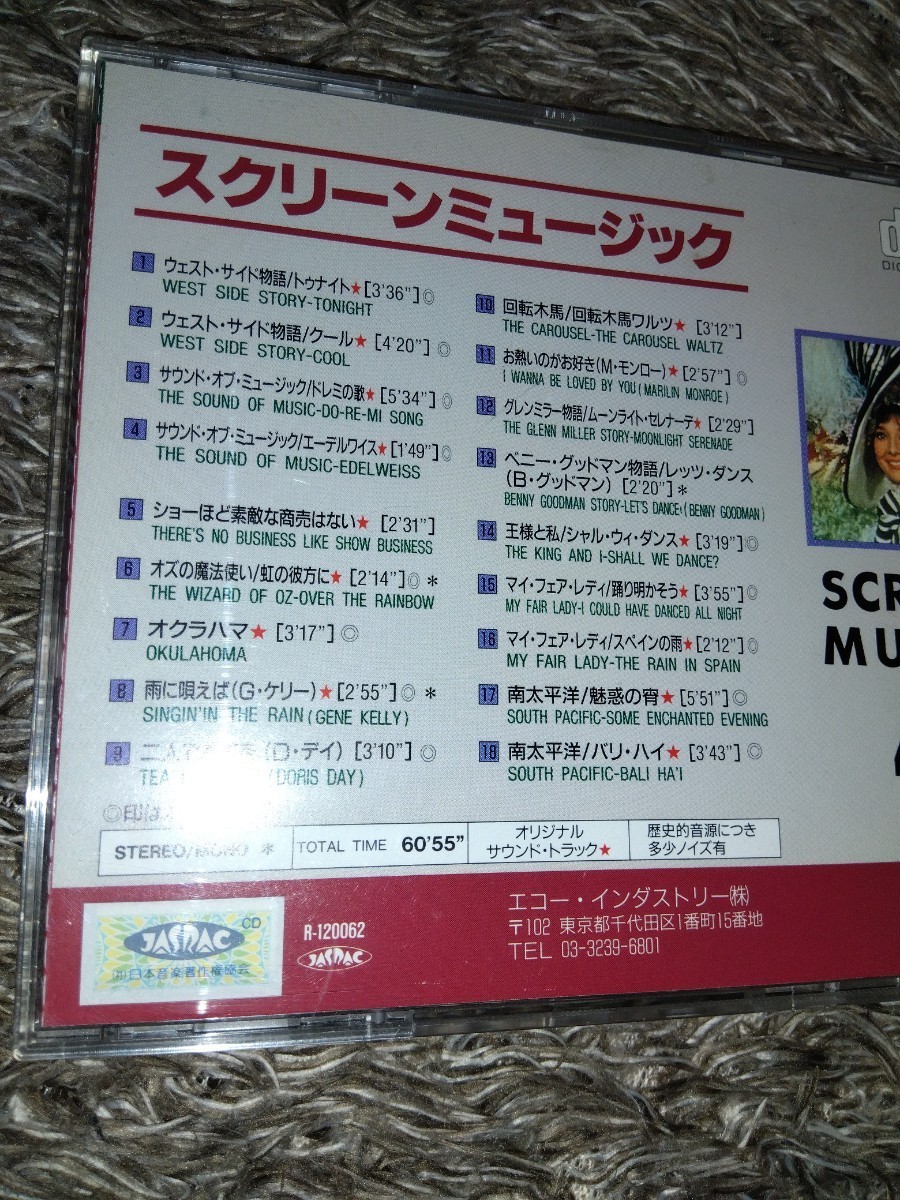 スクリーンミュージック
1 ウェスト・サイド物語/トゥナイト★[3'36"]◎
WEST SIDE STORY-TONIGHT
2 ウェスト・サイド物語/クール★[4'20"]◎
WEST SIDE STORY-COOL
3 サウンド・オブ・ミュージック/ドレミの歌★[5'34"]◎
THE SOUND OF MUSIC-DO-RE-MI SONG
4 サウンド・オブ・ミュージック/エーデルワイス★[1'49"]◎
THE SOUND OF MUSIC-EDELWEISS
5 ショーほど素敵な商売はない★[2'31"]
THERE'S NO BUSINESS LIKE SHOW BUSINESS
6 オズの魔法使い/虹の彼方に★[2'14"]◎*
THE WIZARD OF OZ-OVER THE RAINBOW
7 オクラハマ★[3'17"]◎
OKULAHOMA
8 雨に唄えば(G・ケリー)★[2'55"]◎*
SINGIN'IN THE RAIN(GENE KELLY)
9 (D・デイ)[3'10"]◎
TEA DORIS DAY)
◎印は
10 回転木馬/回転木馬ワルツ★[3'12"]
THE CAROUSEL-THE CAROUSEL WALTZ
11 お熱いのがお好き(M・モンロー)★[2'57"]◎
I WANNA BE LOVED BY YOU(MARILIN MONROE)
12 グレンミラー物語/ムーンライト・セレナーデ★[2'29"]
THE GLENN MILLER STORY-MOONLIGHT SERENADE
13 ベニー・グッドマン物語/レッツ・ダンス
(B・グッドマン)[2'20"]*
BENNY GOODMAN STORY-LET'S DANCE!(BENNY GOODMAN)
14 王様と私/シャル・ウィ・ダンス★[3'19"]◎
THE KING AND I-SHALL WE DANCE?
15 マイ・フェア・レディ/踊り明かそう★[3'55"]◎
MY FAIR LADY-I COULD HAVE DANCED ALL NIGHT
16 マイ・フェア・レディ/スペインの雨★[2'12"]◎
MY FAIR LADY-THE RAIN IN SPAIN
17 南太平洋/魅惑の宵★[5'51"]◎
SOUTH PACIFIC-SOME ENCHANTED EVENING
18 南太平洋/バリ・ハイ★[3'43"]◎
SOUTH PACIFIC-BALI HA'I
SCR
MU
STEREO/MONO * TOTAL TIME 60'55" オリジナル
サウンド・トラック★ 歴史的音源につき
多少ノイズ有
CD
JASRAC
(社)日本音楽著作権協会
R-120062
JASRAC
エコー・インダストリー㈱
〒102 東京都千代田区1番町15番地
TEL 03-3239-6801